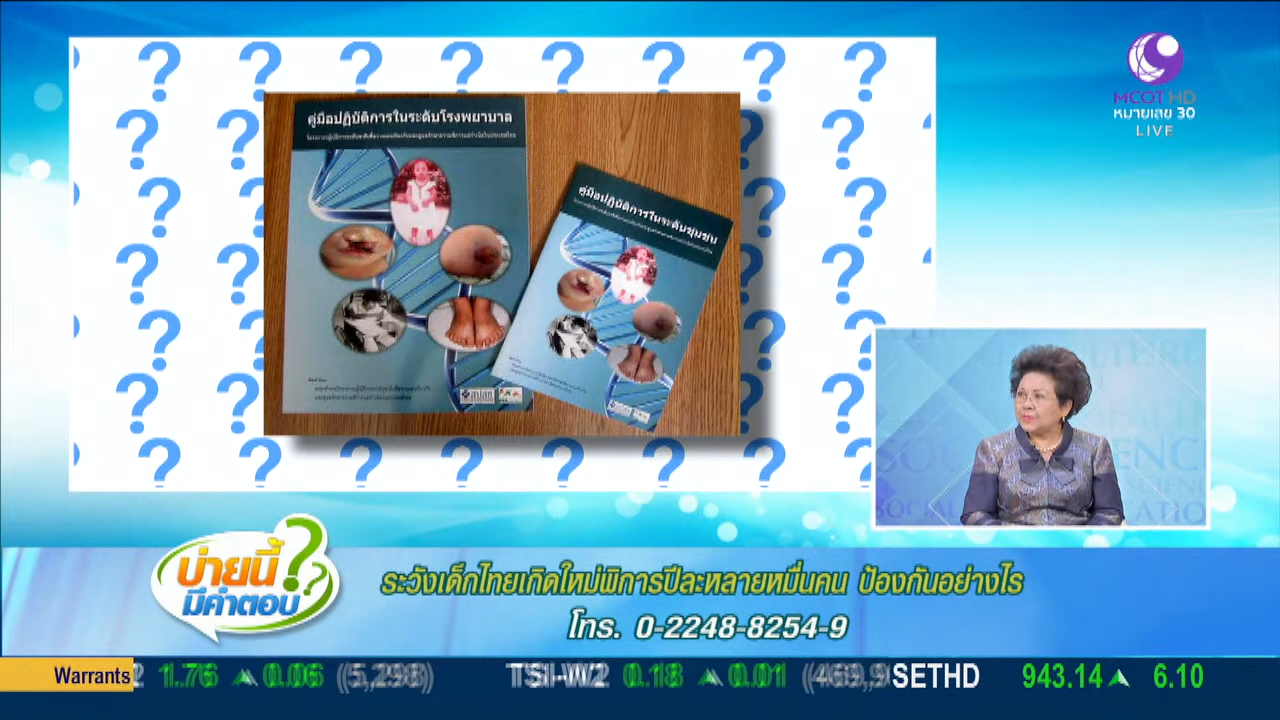 MCOT HD
หมายเลข 30
LIVE
คู่มือปฏิบัติการในระดับโรงพยาบาล
คู่มือปฏิบัติการในระดับชุมชน
บ่ายนี้
มีคำตอบ
ระวังเด็กไทยเกิดใหม่พิการปีละหลายหมื่นคน ป้องกันอย่างไร
โทร. 0-2248-8254-9
Warrants 1.76 0.06 (5,298) TSI-W2 0.18 0.01 SETHD 943.14 6.10